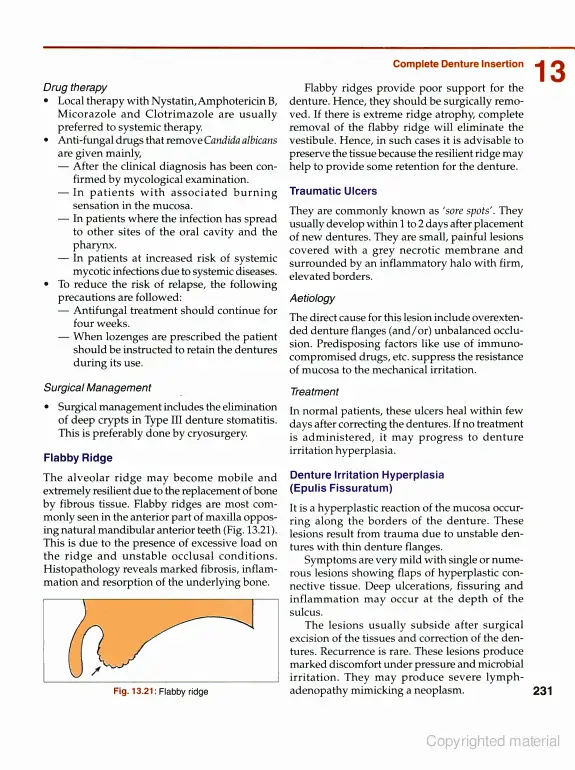 Complete Denture Insertion
13
Drug therapy
• Local therapy with Nystatin, Amphotericin B,
Micorazole and Clotrimazole are usually
preferred to systemic therapy.
• Anti-fungal drugs that remove Candida albicans
are given mainly,
— After the clinical diagnosis has been con-
firmed by mycological examination.
— In patients with associated burning
sensation in the mucosa.
— In patients where the infection has spread
to other sites of the oral cavity and the
pharynx.
— In patients at increased risk of systemic
mycotic infections due to systemic diseases.
• To reduce the risk of relapse, the following
precautions are followed:
— Antifungal treatment should continue for
four weeks.
— When lozenges are prescribed the patient
should be instructed to retain the dentures
during its use.
Surgical Management
• Surgical management includes the elimination
of deep crypts in Type III denture stomatitis.
This is preferably done by cryosurgery.
Flabby Ridge
The alveolar ridge may become mobile and
extremely resilient due to the replacement of bone
by fibrous tissue. Flabby ridges are most com-
monly seen in the anterior part of maxilla oppos-
ing natural mandibular anterior teeth (Fig. 13.21).
This is due to the presence of excessive load on
the ridge and unstable occlusal conditions.
Histopathology reveals marked fibrosis, inflam-
mation and resorption of the underlying bone.
Fig. 13.21: Flabby ridge
Flabby ridges provide poor support for the
denture. Hence, they should be surgically remo-
ved. If there is extreme ridge atrophy, complete
removal of the flabby ridge will eliminate the
vestibule. Hence, in such cases it is advisable to
preserve the tissue because the resilient ridge may
help to provide some retention for the denture.
Traumatic Ulcers
They are commonly known as 'sore spots'. They
usually develop within 1 to 2 days after placement
of new dentures. They are small, painful lesions
covered with a grey necrotic membrane and
surrounded by an inflammatory halo with firm,
elevated borders.
Aetiology
The direct cause for this lesion include overexten-
ded denture flanges (and/or) unbalanced occlu-
sion. Predisposing factors like use of immuno-
compromised drugs, etc. suppress the resistance
of mucosa to the mechanical irritation.
Treatment
In normal patients, these ulcers heal within few
days after correcting the dentures. If no treatment
is administered, it may progress to denture
irritation hyperplasia.
Denture Irritation Hyperplasia
(Epulis Fissuratum)
It is a hyperplastic reaction of the mucosa occur-
ring along the borders of the denture. These
lesions result from trauma due to unstable den-
tures with thin denture flanges.
Symptoms are very mild with single or nume-
rous lesions showing flaps of hyperplastic con-
nective tissue. Deep ulcerations, fissuring and
inflammation may occur at the depth of the
sulcus.
The lesions usually subside after surgical
excision of the tissues and correction of the den-
tures. Recurrence is rare. These lesions produce
marked discomfort under pressure and microbial
irritation. They may produce severe lymph-
adenopathy mimicking a neoplasm.
231
Copyrighted material